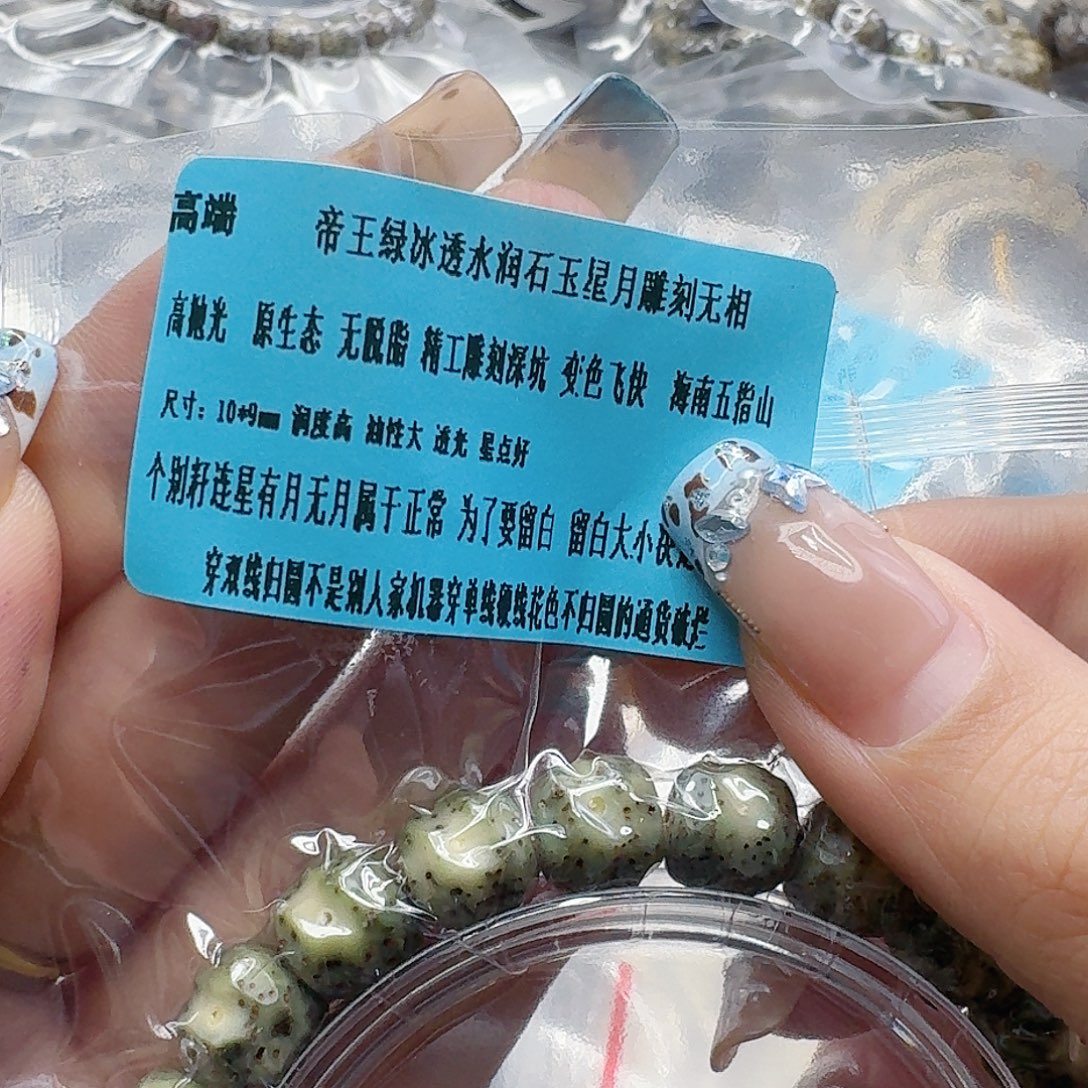 高端 帝王绿冰透水润石玉星月雕刻无相
高抛光 原生态 无脱脂 精工雕刻深坑 变色飞快 海南五指山
尺寸：10*9mm 润度高 油性大 透光 星点好
个别籽连星有月无月属于正常 为了要留白 留白大小
穿双线归圆不是别人家机器穿单线硬线花色不归圆的通货破烂